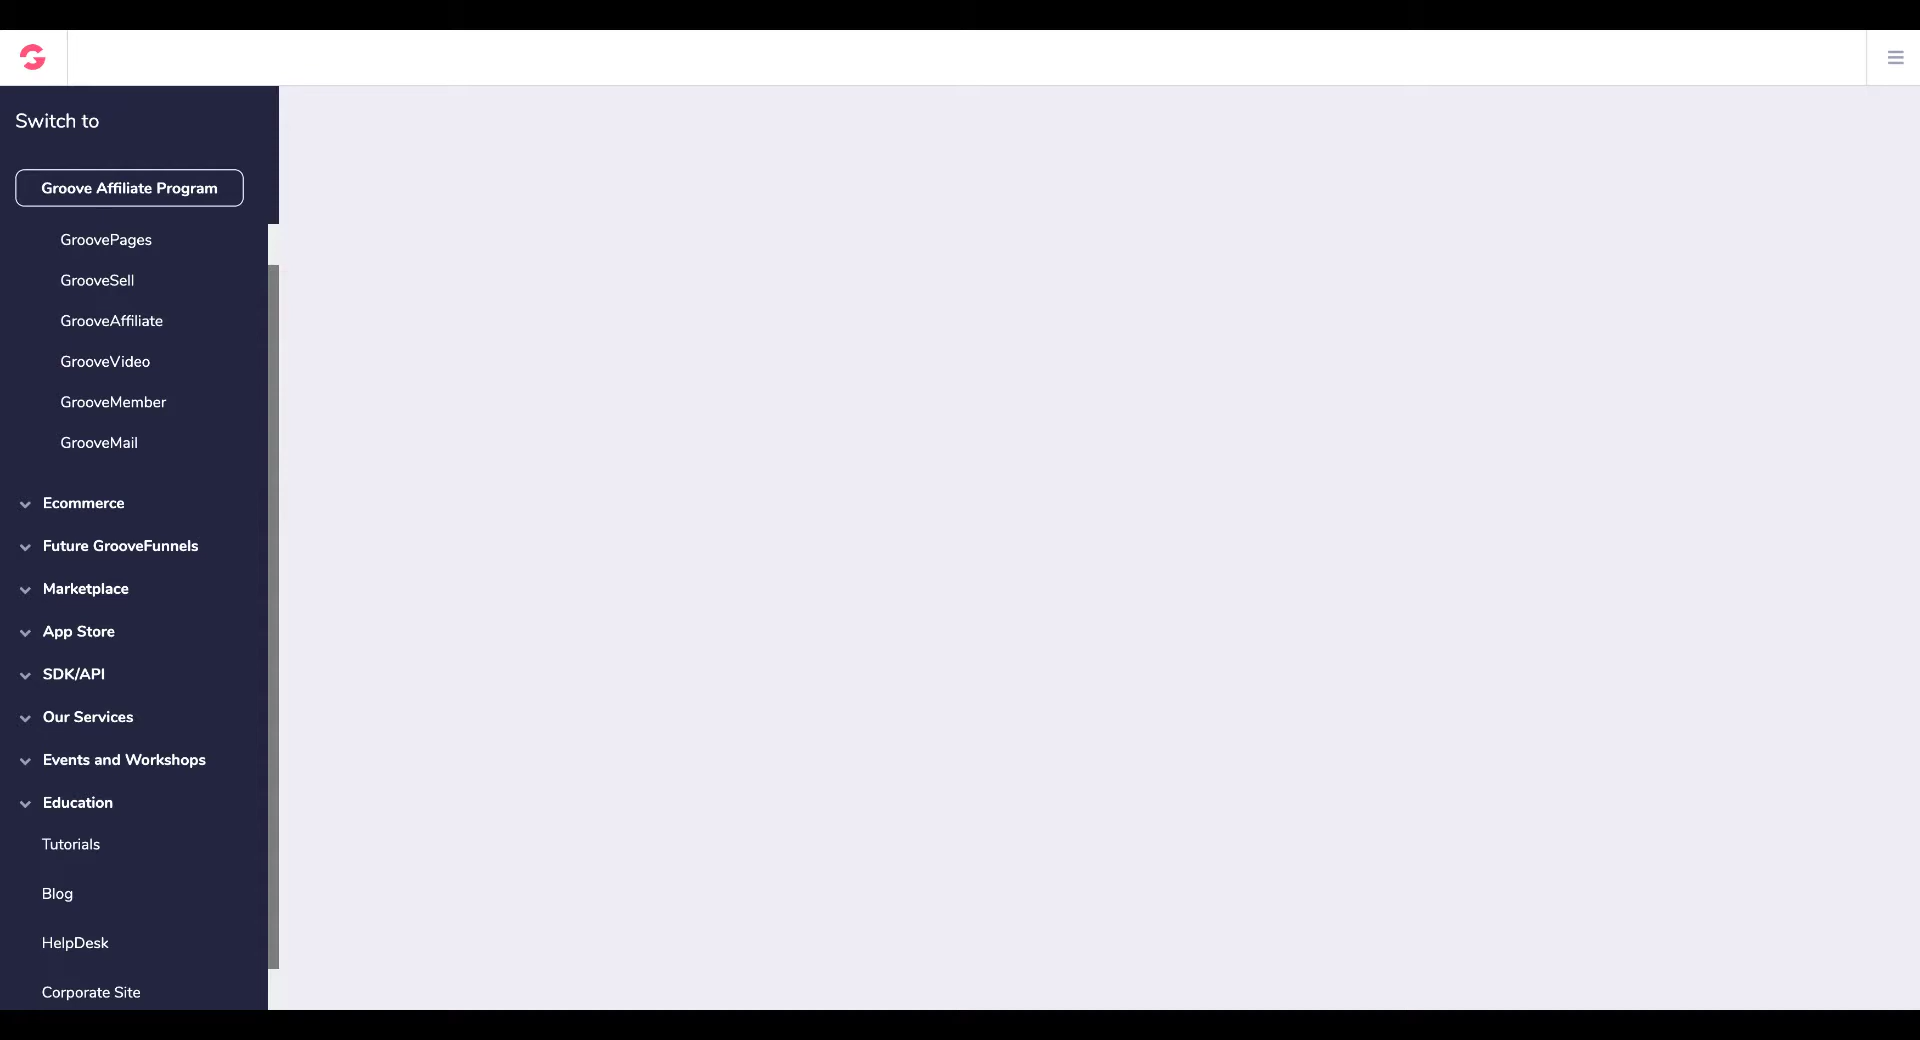 Switch to
Groove Affiliate Program
GroovePages
GrooveSell
GrooveAffiliate
GrooveVideo
GrooveMember
GrooveMail
Ecommerce
Future GrooveFunnels
Marketplace
App Store
SDK/API
Our Services
Events and Workshops
Education
Tutorials
Blog
HelpDesk
Corporate Site